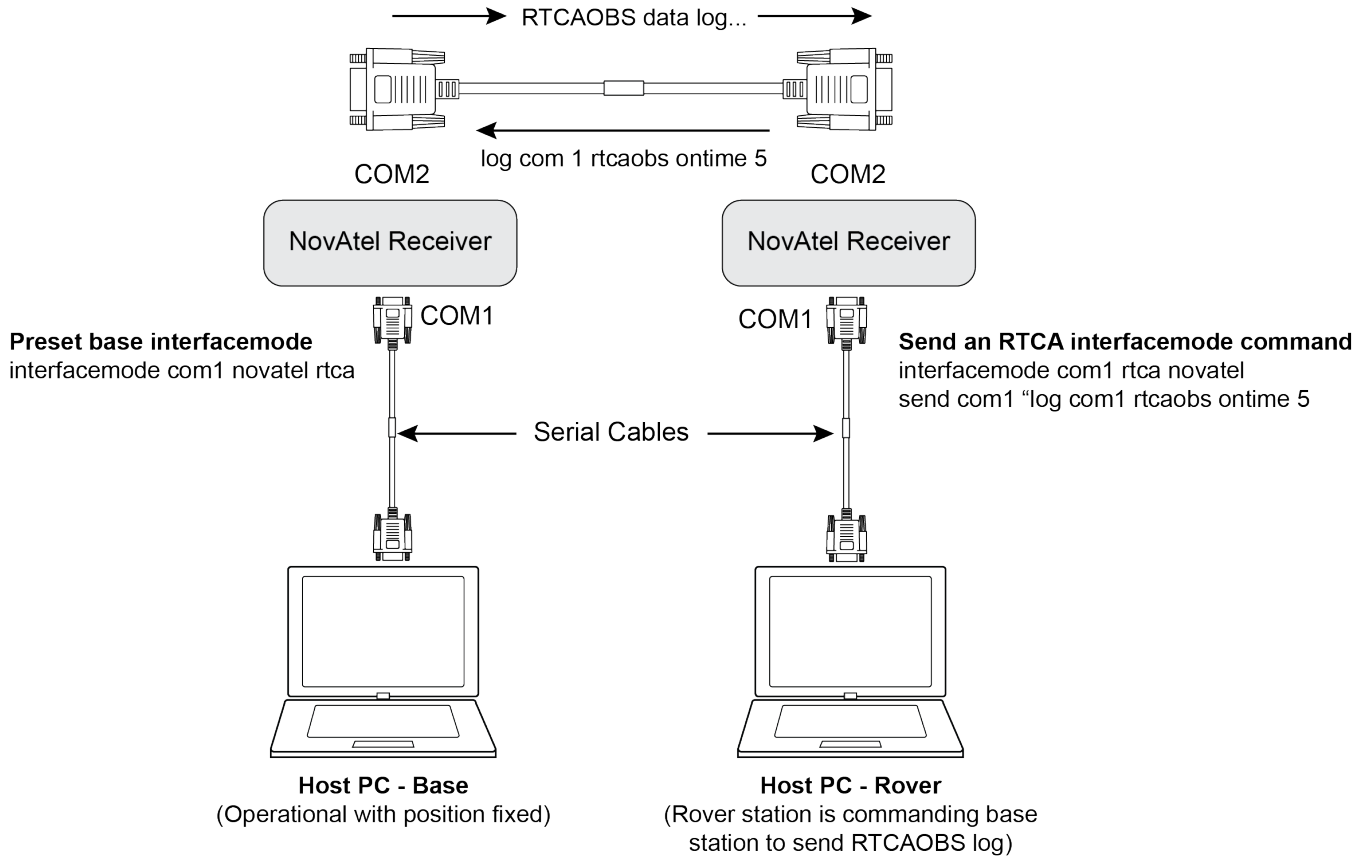 RTCAOBS data log...
log com 1 rtcaobs ontime 5
COM2
COM2
NovAtel Receiver
NovAtel Receiver
COM1
COM1
Preset base interfacemode
interfacemode com1 novatel rtca
Send an RTCA interfacemode command
interfacemode com1 rtca novatel
send com1 “log com1 rtcaobs ontime 5
Serial Cables
Host PC - Base
(Operational with position fixed)
Host PC - Rover
(Rover station is commanding base
station to send RTCAOBS log)